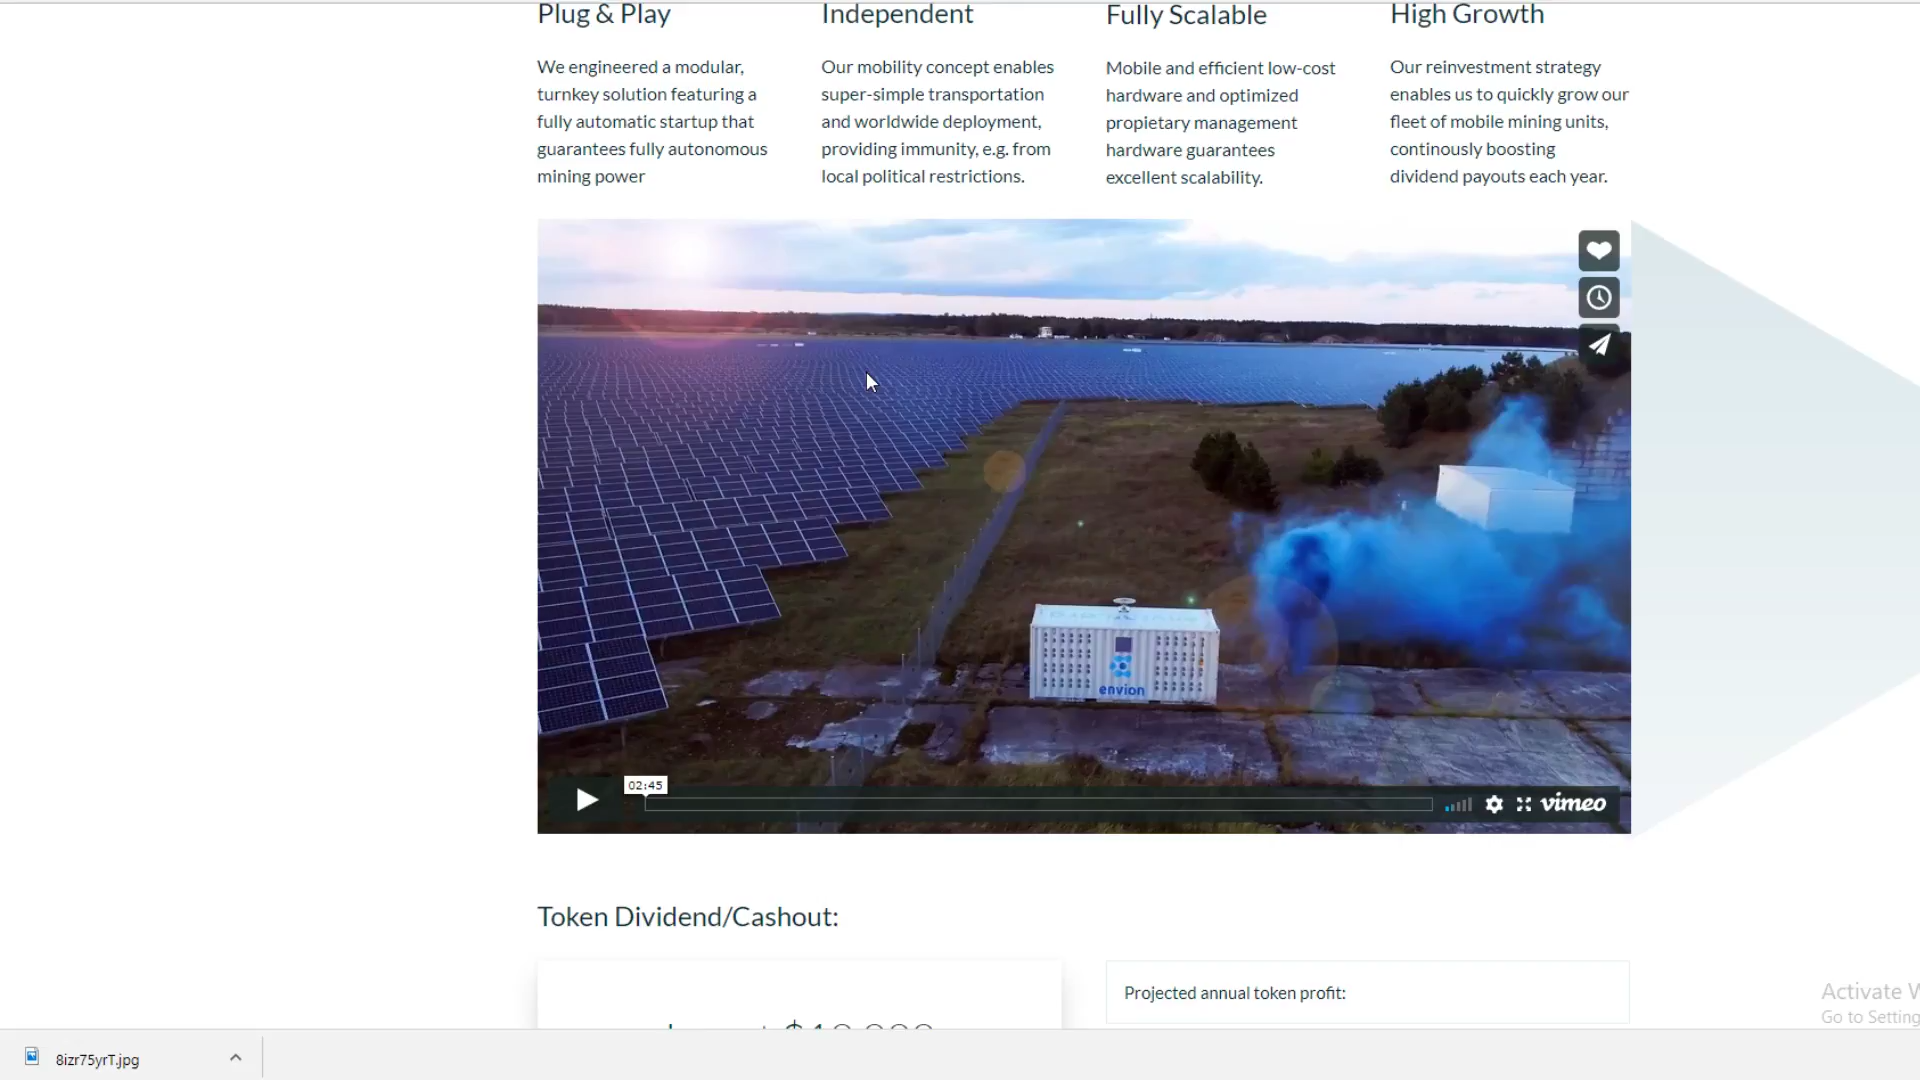 Plug & Play
We engineered a modular,
turnkey solution featuring a
fully automatic startup that
guarantees fully autonomous
mining power
Independent
Our mobility concept enables
super-simple transportation
and worldwide deployment,
providing immunity, e.g. from
local political restrictions.
Fully Scalable
Mobile and efficient low-cost
hardware and optimized
propietary management
hardware guarantees
excellent scalability.
High Growth
Our reinvestment strategy
enables us to quickly grow our
fleet of mobile mining units,
continously boosting
dividend payouts each year.
envion
02:45
vimeo
Token Dividend/Cashout:
Projected annual token profit:
Activate
Go to Setting
8izr75yrT.jpg